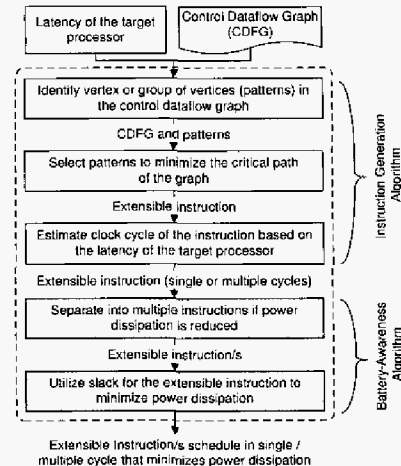 Latency of the target
processor
Control Dataflow Graph
(CDFG)
Identify vertex or group of vertices (patterns) in
the control dataflow graph
CDFG and patterns
Select patterns to minimize the critical path
of the graph
Extensible instruction
Estimate clock cycle of the instruction based on
the latency of the target processor
Extensible instruction (single or multiple cycles)
Separate into multiple instructions if power
dissipation is reduced
Extensible instruction/s
Utilize slack for the extensible instruction to
minimize power dissipation
Extensible Instruction/s schedule in single /
multiple cycle that minimizes power dissipation
Instruction Generation
Algorithm
Battery-Awareness
Algorithm